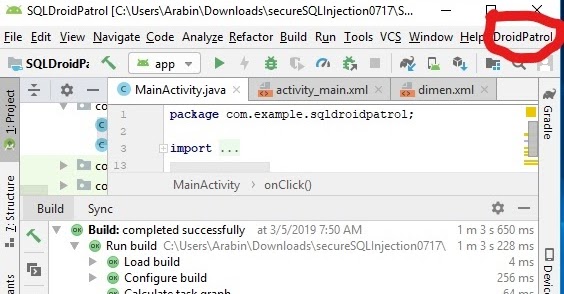 SQLDroidPatrol [C:\Users\Arabin\Downloads\secureSQLInjection0717\S...
File Edit View Navigate Code Analyze Refactor Build Run Tools VCS Window Help DroidPatrol
SQLDroidPa app
1: Project
MainActivity.java activity_main.xml dimen.xml
Gradle
co
1 package com.example.sqldroidpatrol;
2
3 import ...
13
co
co
MainActivity onClick()
Build Sync
Build: completed successfully at 3/5/2019 7:50 AM 1 m 3 s 650 ms
Run build C:\Users\Arabin\Downloads\secureSQLInjection0717\ 1 m 3 s 228 ms
Load build 4 ms
Configure build 256 ms
Calculate task graph 64 ms
Z: Structure
Device